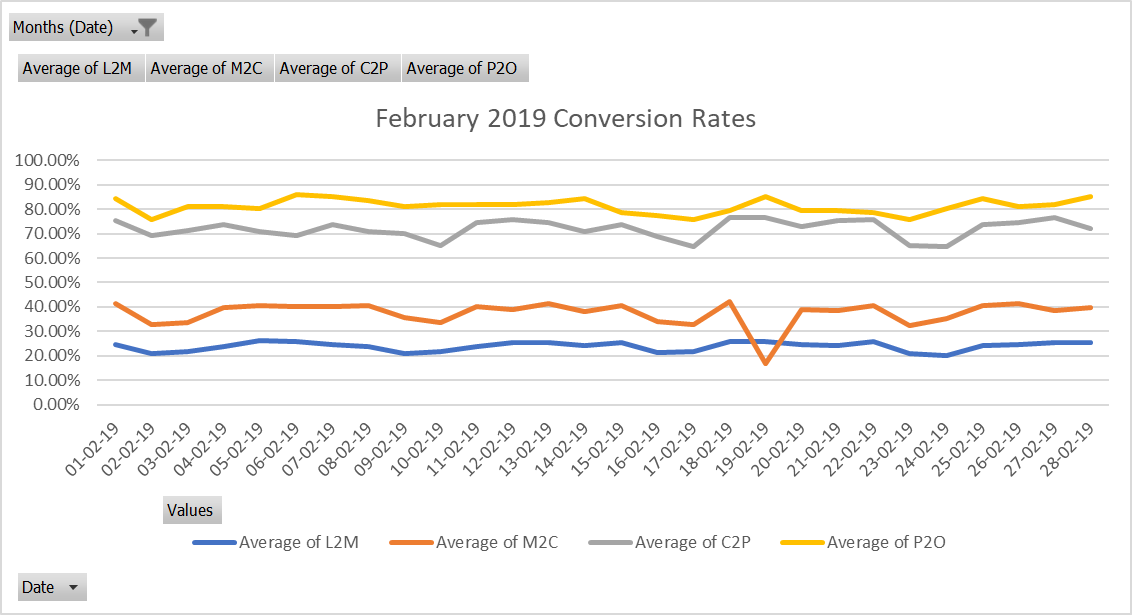 Months (Date)
Average of L2M Average of M2C Average of C2P Average of P2O
February 2019 Conversion Rates
100.00%
90.00%
80.00%
70.00%
60.00%
50.00%
40.00%
30.00%
20.00%
10.00%
0.00%
01-02-19 02-02-19 03-02-19 04-02-19 05-02-19 06-02-19 07-02-19 08-02-19 09-02-19 10-02-19 11-02-19 12-02-19 13-02-19 14-02-19 15-02-19 16-02-19 17-02-19 18-02-19 19-02-19 20-02-19 21-02-19 22-02-19 23-02-19 24-02-19 25-02-19 26-02-19 27-02-19 28-02-19
Values
Average of L2M Average of M2C Average of C2P Average of P2O
Date